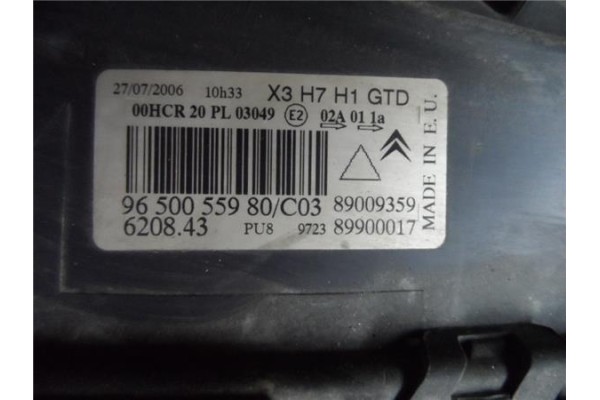 27/07/2006 10h33 X3 H7 H1 GTD
00HCR 20 PL 03049 E2 02A 01 1a
96 500 559 80/C03 89009359
6208.43 PU8 9723 89900017
MADE IN E.U.